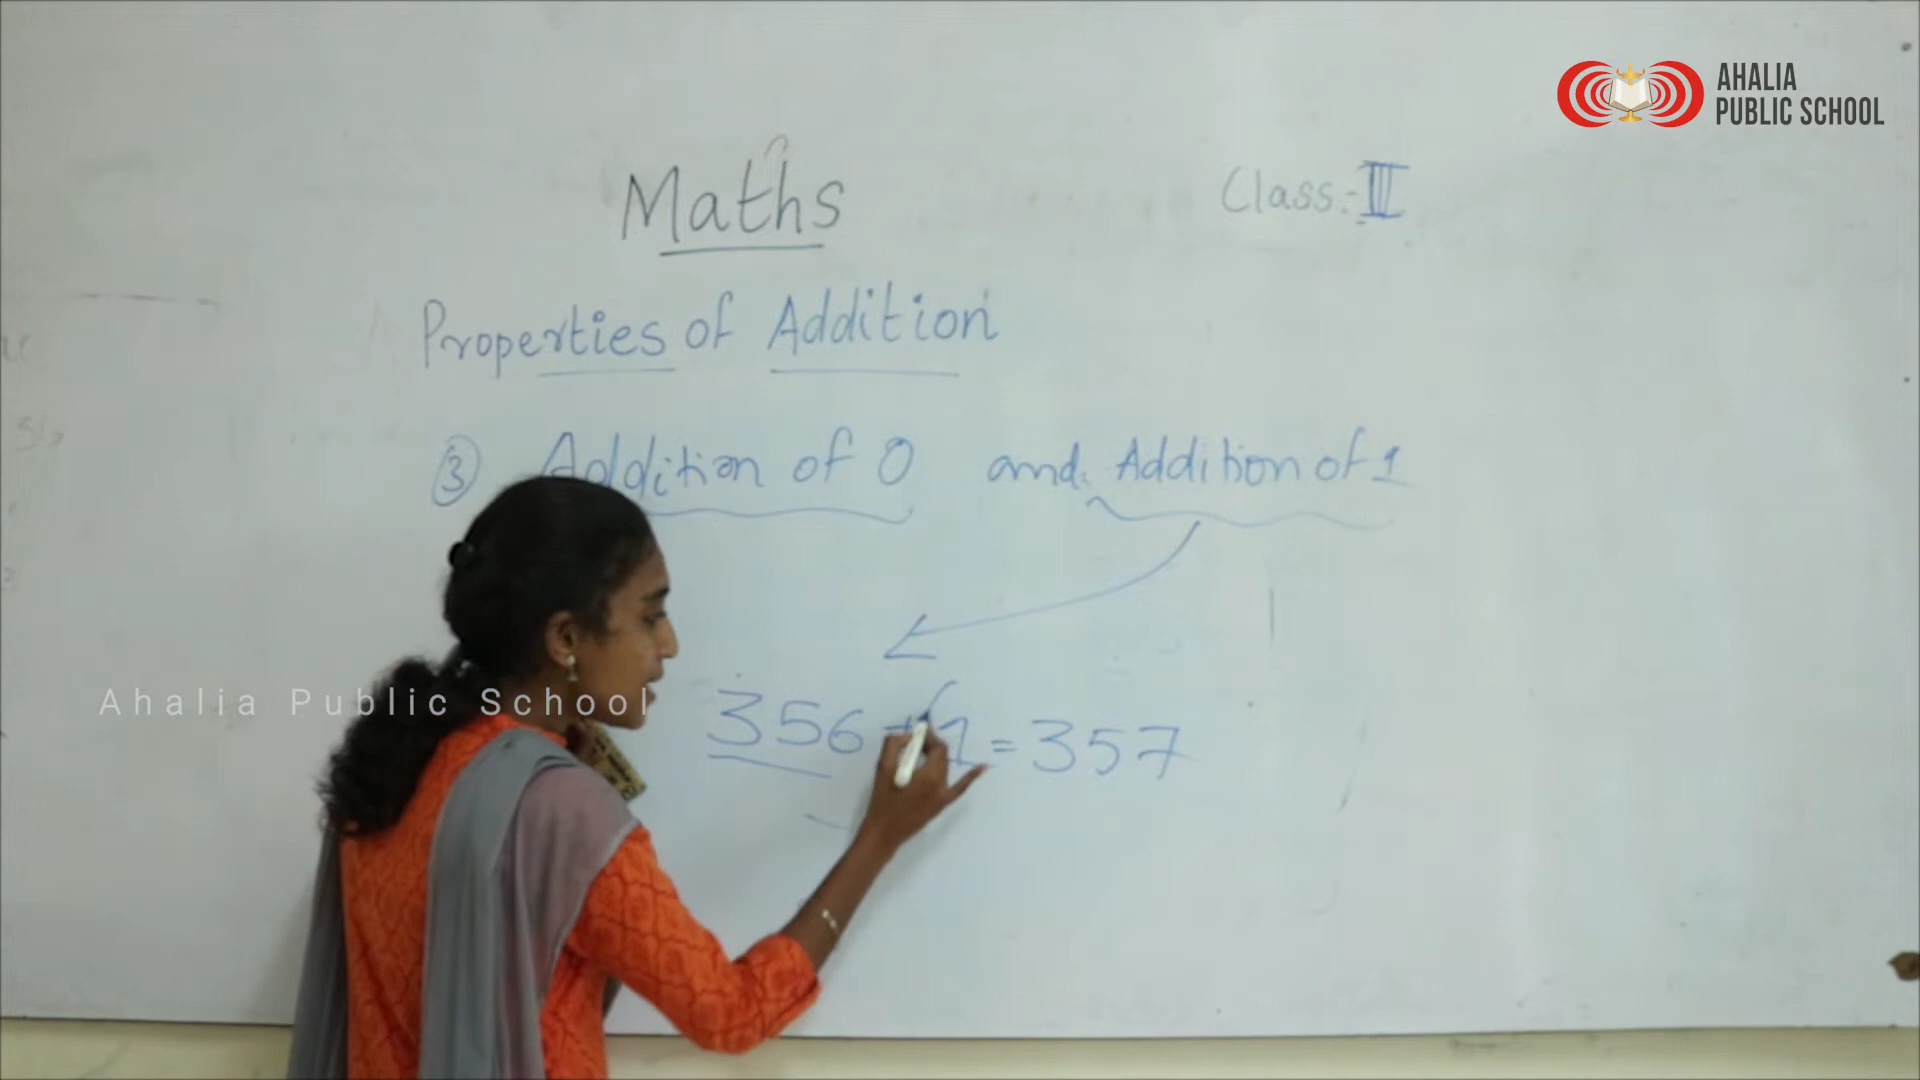 AHALIA
PUBLIC SCHOOL
Maths
Class:- III
Properties of Addition
3 Addition of 0 and Addition of 1
Ahalia Public School
356 + 1 = 357